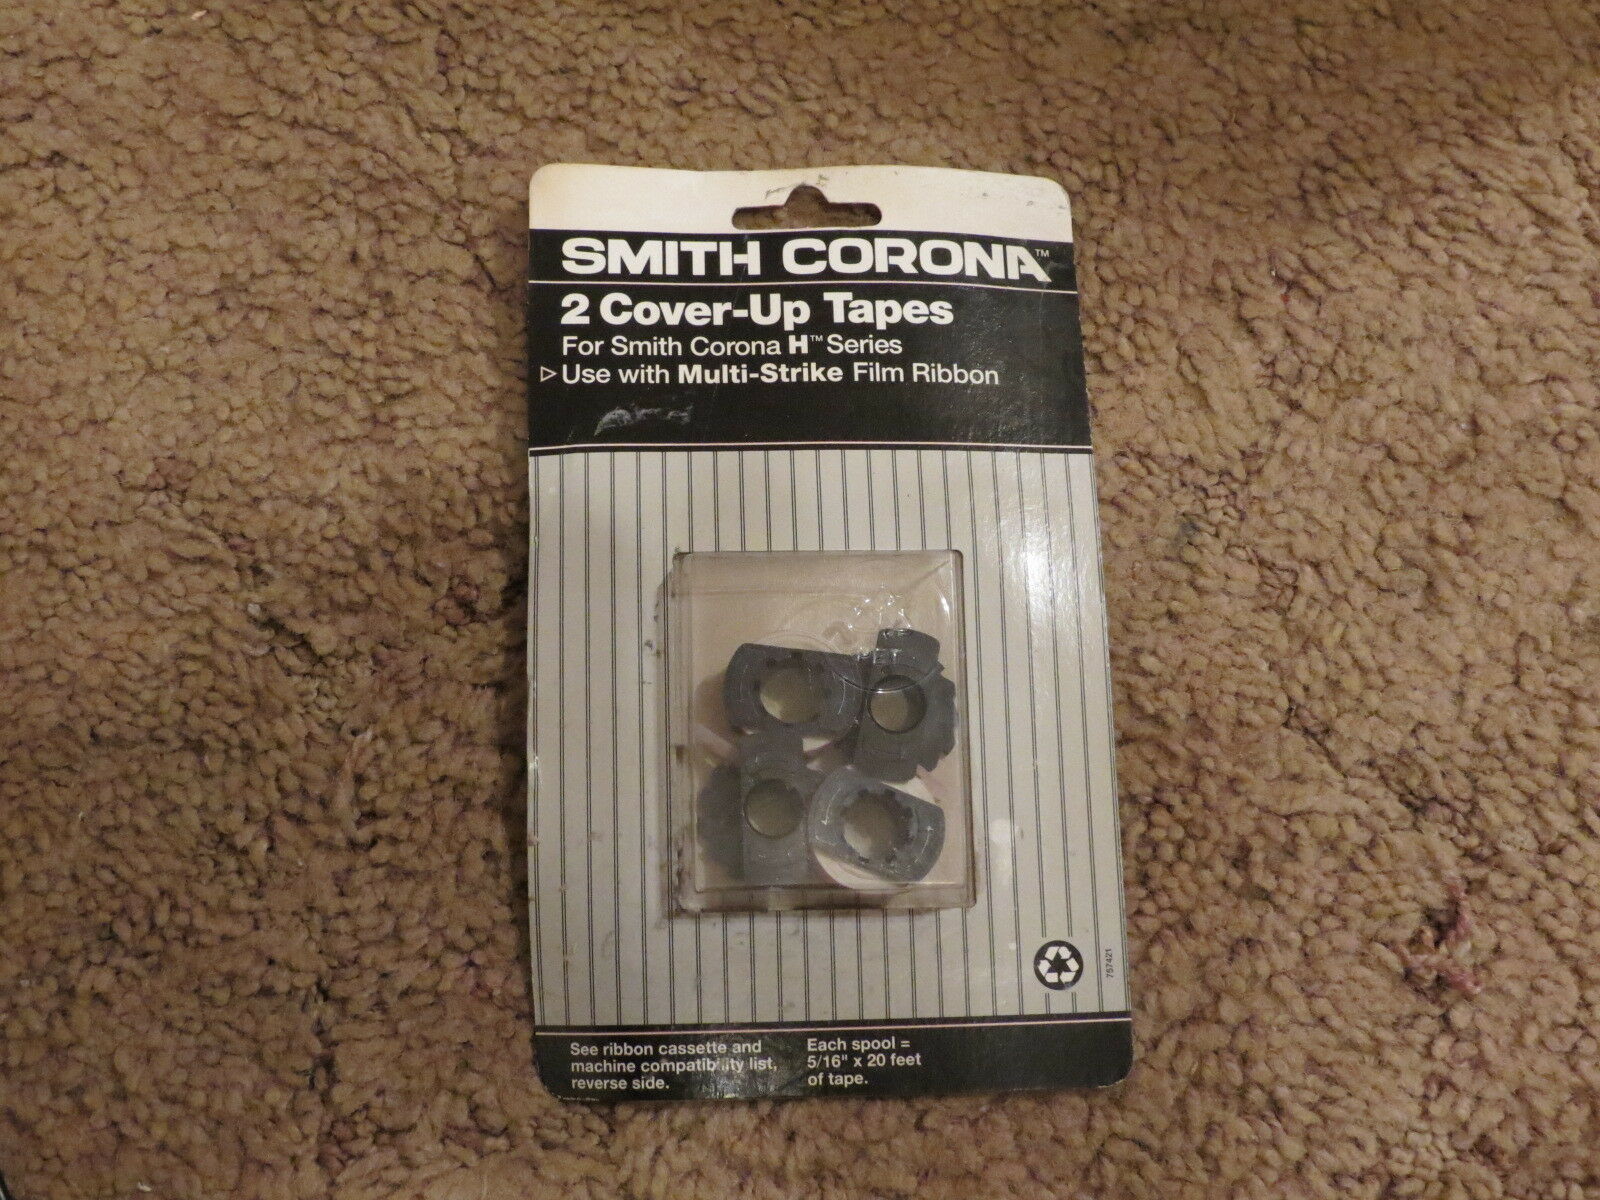 SMITH CORONA™
2 Cover-Up Tapes
For Smith Corona H™ Series
▷ Use with Multi-Strike Film Ribbon
757421
See ribbon cassette and
machine compatibility list,
reverse side.
Each spool =
5/16" x 20 feet
of tape.